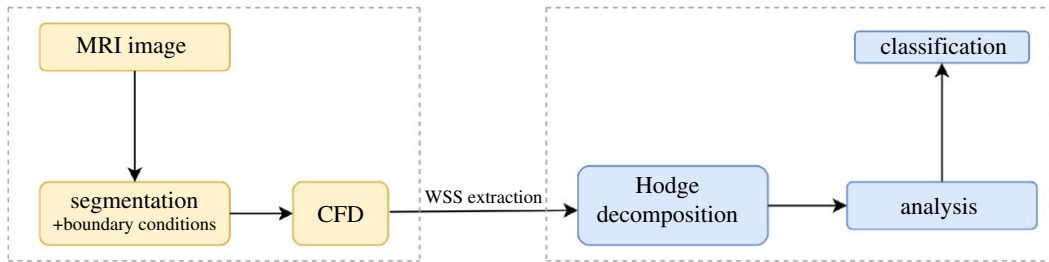 MRI image
segmentation
+boundary conditions
CFD
WSS extraction
Hodge
decomposition
analysis
classification